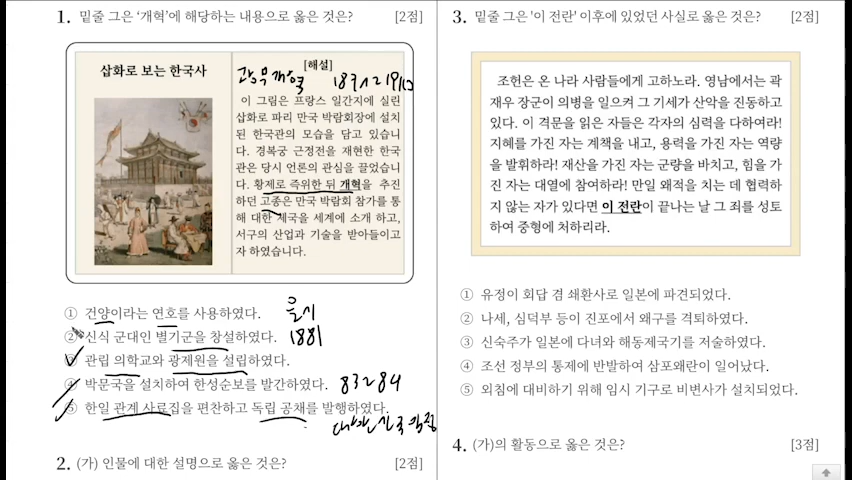 1. 밑줄 그은 ‘개혁’에 해당하는 내용으로 옳은 것은? [2점]
삽화로 보는 한국사
[해설]
광무개혁
이 그림은 프랑스 일간지에 실린
삽화로 파리 만국 박람회장에 설치
된 한국관의 모습을 담고 있습니
다. 경복궁 근정전을 재현한 한국
관은 당시 언론의 관심을 끌었습니
다. 황제로 즉위한 뒤 개혁을 추진
하던 고종은 만국 박람회 참가를 통
해 대한 제국을 세계에 소개 하고,
서구의 산업과 기술을 받아들이고
자 하였습니다.
① 건양이라는 연호를 사용하였다. 을미
② 신식 군대인 별기군을 창설하였다. 1881
③ 관립 의학교와 광제원을 설립하였다.
④ 박문국을 설치하여 한성순보를 발간하였다. 83 84
⑤ 한일 관계 사료집을 편찬하고 독립 공채를 발행하였다.
2. (가) 인물에 대한 설명으로 옳은 것은? [2점]
3. 밑줄 그은 '이 전란' 이후에 있었던 사실로 옳은 것은? [2점]
조헌은 온 나라 사람들에게 고하노라. 영남에서는 곽
재우 장군이 의병을 일으켜 그 기세가 산악을 진동하고
있다. 이 격문을 읽은 자들은 각자의 심력을 다하여라!
지혜를 가진 자는 계책을 내고, 용력을 가진 자는 역량
을 발휘하라! 재산을 가진 자는 군량을 바치고, 힘을 가
진 자는 대열에 참여하라! 만일 왜적을 치는 데 협력하
지 않는 자가 있다면 이 전란이 끝나는 날 그 죄를 성토
하여 중형에 처하리라.
① 유정이 회답 겸 쇄환사로 일본에 파견되었다.
② 나세, 심덕부 등이 진포에서 왜구를 격퇴하였다.
③ 신숙주가 일본에 다녀와 해동제국기를 저술하였다.
④ 조선 정부의 통제에 반발하여 삼포왜란이 일어났다.
⑤ 외침에 대비하기 위해 임시 기구로 비변사가 설치되었다.
4. (가)의 활동으로 옳은 것은? [3점]